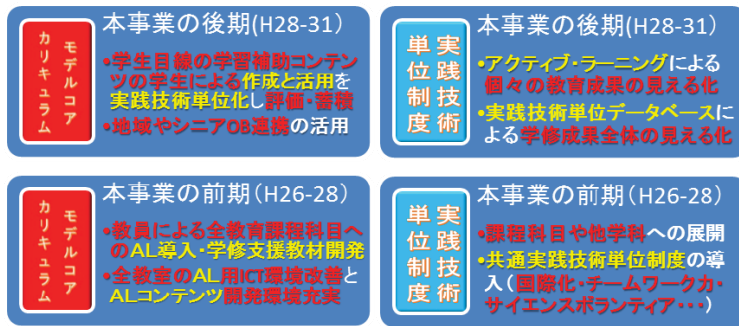 モデルコア
カリキュラム
本事業の後期(H28-31)
•学生目線の学習補助コンテン
ツの学生による作成と活用を
実践技術単位化し評価・蓄積
•地域やシニアOB連携の活用
実践技術
単位制度
本事業の後期(H28-31)
•アクティブ・ラーニングによる
個々の教育成果の見える化
•実践技術単位データベースに
よる学修成果全体の見える化
モデルコア
カリキュラム
本事業の前期(H26-28)
•教員による全教育課程科目へ
のAL導入・学修支援教材開発
•全教室のAL用ICT環境改善と
ALコンテンツ開発環境充実
実践技術
単位制度
本事業の前期(H26-28)
•課程科目や他学科への展開
•共通実践技術単位制度の導
入(国際化・チームワーク力・
サイエンスボランティア・・・)